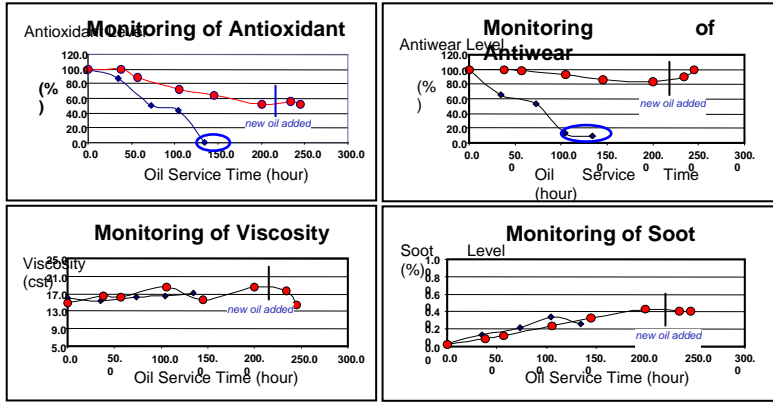 Monitoring of Antioxidant
Antioxidant Level
(%
)
120.0
100.0
80.0
60.0
40.0
20.0
0.0
new oil added
0.0 50.0 100.0 150.0 200.0 250.0 300.0
Oil Service Time (hour)
Monitoring of
Antiwear
Antiwear Level
(%
)
120.0
100.0
80.0
60.0
40.0
20.0
0.0
new oil added
0.0 50. 100.0 150. 200. 250. 300.
0 0 0 0 0
Oil Service Time
(hour)
Monitoring of Viscosity
Viscosity
(cst)
25.0
21.0
17.0
13.0
9.0
5.0
new oil added
0.0 50. 100. 150. 200. 250.0 300.0
0 0 0 0
Oil Service Time (hour)
Monitoring of Soot
Soot Level
(%)
1.0
0.8
0.6
0.4
0.2
0.0
new oil added
0.0 50. 100. 150. 200. 250. 300.
0 0 0 0 0 0
Oil Service Time (hour)